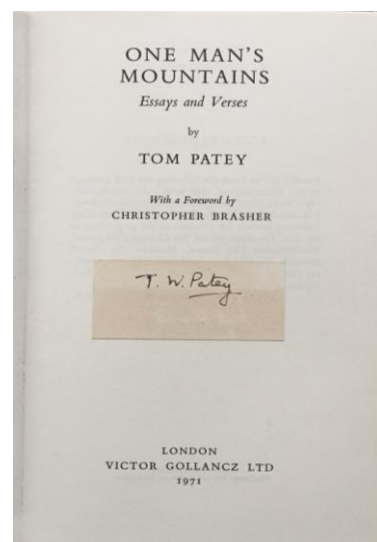 ONE MAN'S
MOUNTAINS
Essays and Verses
by
TOM PATEY
With a Foreword by
CHRISTOPHER BRASHER
T. W. Patey
LONDON
VICTOR GOLLANCZ LTD
1971